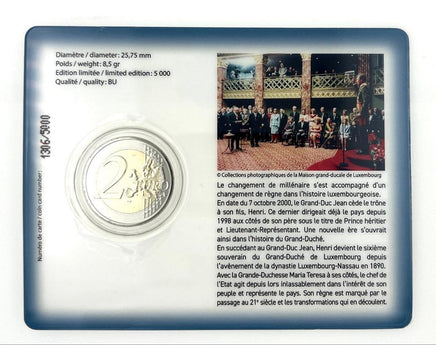 Diamètre / diameter : 25,75 mm
Poids / weight : 8,5 gr
Edition limitée / limited edition : 5 000
Qualité / quality : BU
Numéro de carte / coin card number :
1306/5000
2
© Collections photographiques de la Maison grand-ducale de Luxembourg
Le changement de millénaire s'est accompagné d'un
changement de règne dans l'histoire luxembourgeoise.
En date du 7 octobre 2000, le Grand-Duc Jean cède le trône
à son fils, Henri. Ce dernier dirigeait déjà le pays depuis
1998 aux côtés de son père sous le titre de Prince héritier
et Lieutenant-Représentant. Une nouvelle ère s'ouvrait
ainsi dans l'histoire du Grand-Duché.
En succédant au Grand-Duc Jean, Henri devient le sixième
souverain du Grand-Duché de Luxembourg depuis
l'avènement de la dynastie Luxembourg-Nassau en 1890.
Avec la Grande-Duchesse Maria Teresa à ses côtés, le chef de
l'Etat agit depuis lors inlassablement dans l'intérêt de son
peuple et représente le pays. Son règne est marqué par le
passage au 21e siècle et les transformations qui en découlent.